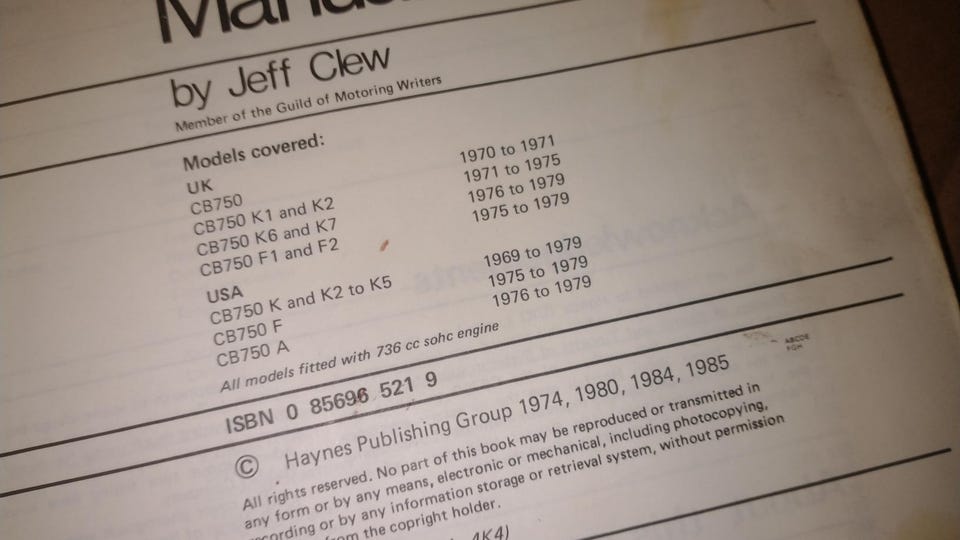 Manual
by Jeff Clew
Member of the Guild of Motoring Writers
Models covered:
UK
CB750 1970 to 1971
CB750 K1 and K2 1971 to 1975
CB750 K6 and K7 1976 to 1979
CB750 F1 and F2 1975 to 1979
USA
CB750 K and K2 to K5 1969 to 1979
CB750 F 1975 to 1979
CB750 A 1976 to 1979
All models fitted with 736 cc sohc engine
ISBN 0 85696 521 9
ABCDE
FGH
© Haynes Publishing Group 1974, 1980, 1984, 1985
All rights reserved. No part of this book may be reproduced or transmitted in
any form or by any means, electronic or mechanical, including photocopying,
recording or by any information storage or retrieval system, without permission
from the copright holder.
4K4)